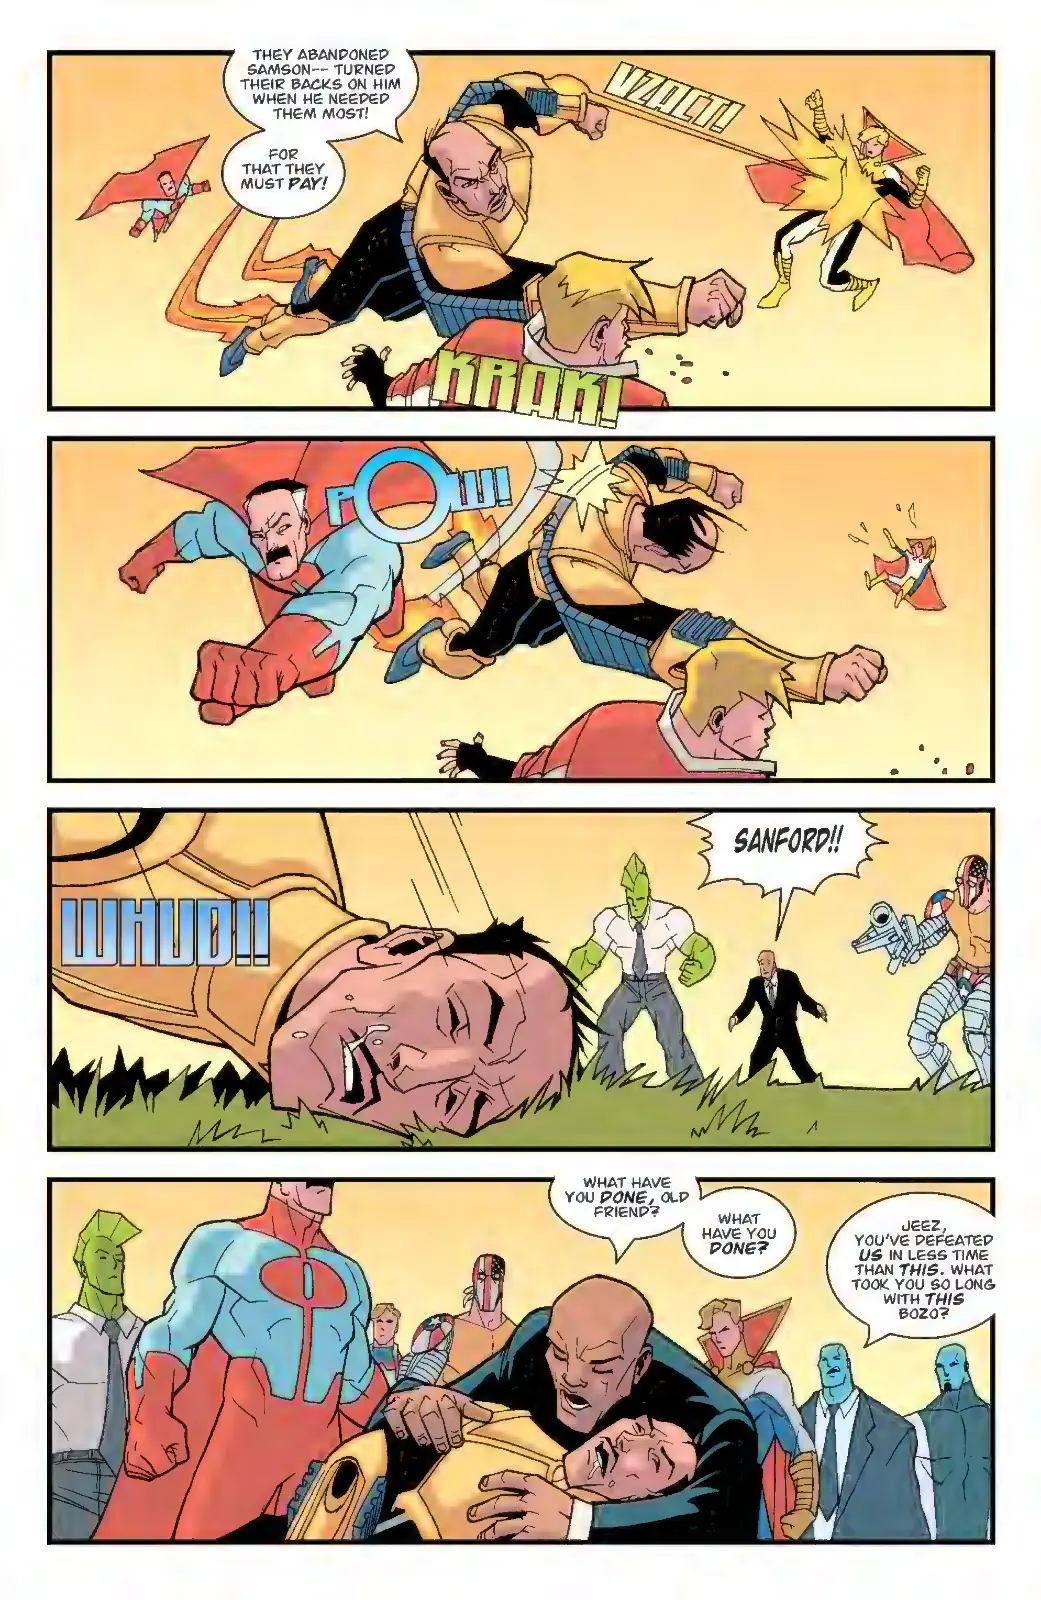 THEY ABANDONED
SAMSON-- TURNED
THEIR BACKS ON HIM
WHEN HE NEEDED
THEM MOST!
FOR
THAT THEY
MUST PAY!
VZACT!
KRAK!
POW!
WHUD!!
SANFORD!!
WHAT HAVE
YOU DONE, OLD
FRIEND?
WHAT
HAVE YOU
DONE?
JEEZ,
YOU'VE DEFEATED
US IN LESS TIME
THAN THIS. WHAT
TOOK YOU SO LONG
WITH THIS
BOZO?